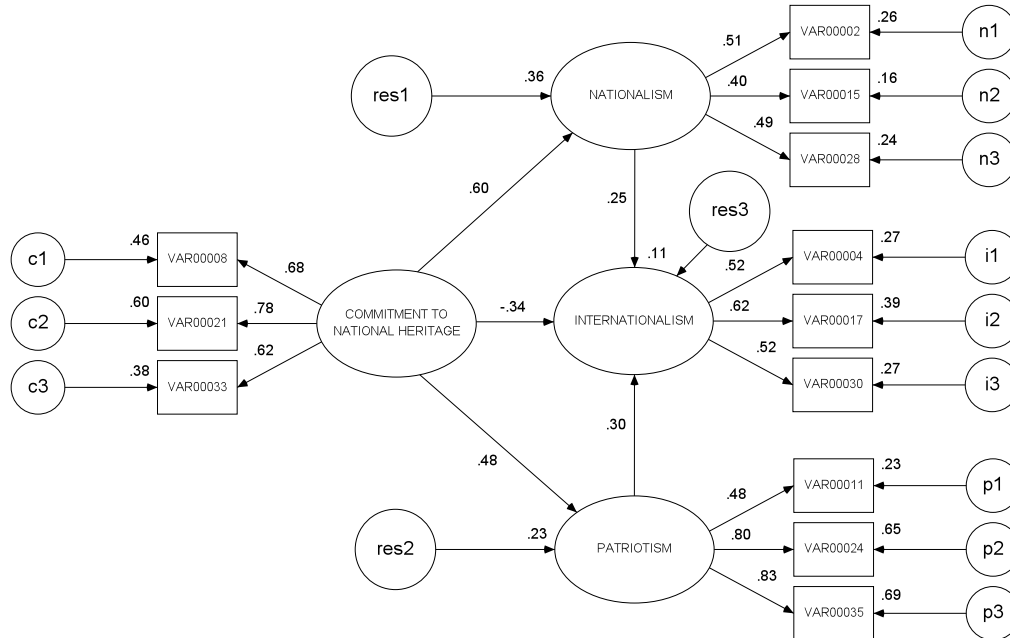 .26
VAR00002
n1
.51
.36
res1
NATIONALISM
.40
.16
VAR00015
n2
.49
.24
VAR00028
n3
.60
.25
res3
.46
c1
VAR00008
.68
.11
.52
.27
VAR00004
i1
.60
c2
VAR00021
.78
COMMITMENT TO
NATIONAL HERITAGE
-.34
INTERNATIONALISM
.62
.39
VAR00017
i2
.62
.38
c3
VAR00033
.52
.27
VAR00030
i3
.30
.48
.48
.23
VAR00011
p1
.23
res2
PATRIOTISM
.80
.65
VAR00024
p2
.83
.69
VAR00035
p3